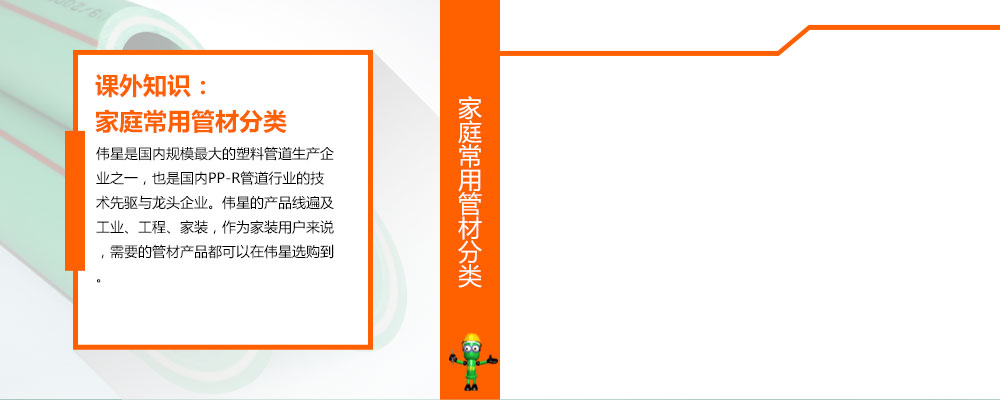 课外知识：
家庭常用管材分类
伟星是国内规模最大的塑料管道生产企
业之一，也是国内PP-R管道行业的技
术先驱与龙头企业。伟星的产品线遍及
工业、工程、家装，作为家装用户来说
，需要的管材产品都可以在伟星选购到
。
家庭常用管材分类